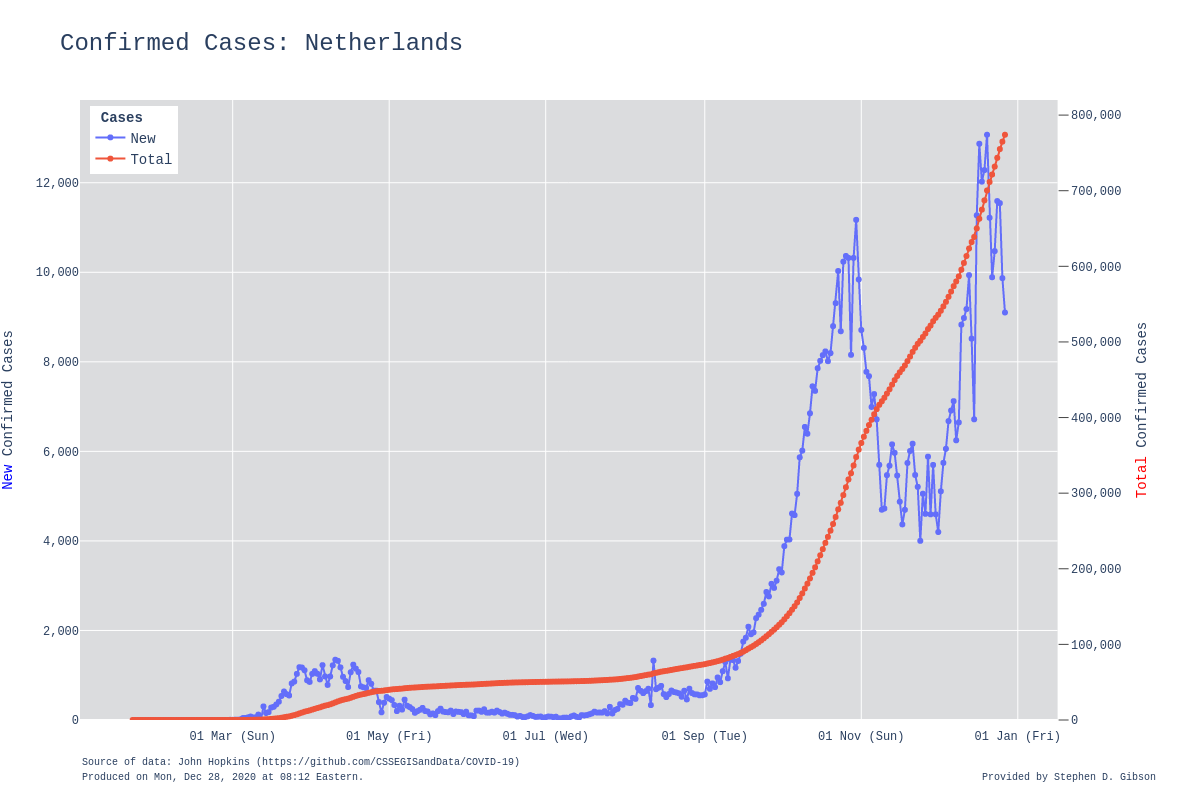 Confirmed Cases: Netherlands
Cases
New
Total
12,000
10,000
8,000
6,000
4,000
2,000
0
New Confirmed Cases
800,000
700,000
600,000
500,000
400,000
300,000
200,000
100,000
0
Total Confirmed Cases
01 Mar (Sun) 01 May (Fri) 01 Jul (Wed) 01 Sep (Tue) 01 Nov (Sun) 01 Jan (Fri)
Source of data: John Hopkins (https://github.com/CSSEGISandData/COVID-19)
Produced on Mon, Dec 28, 2020 at 08:12 Eastern.
Provided by Stephen D. Gibson